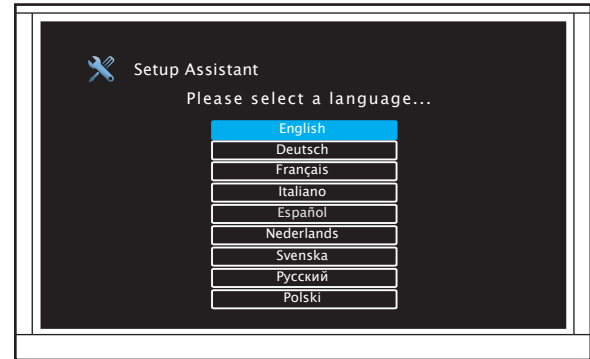 Setup Assistant
Please select a language...
English
Deutsch
Français
Italiano
Español
Nederlands
Svenska
Русский
Polski